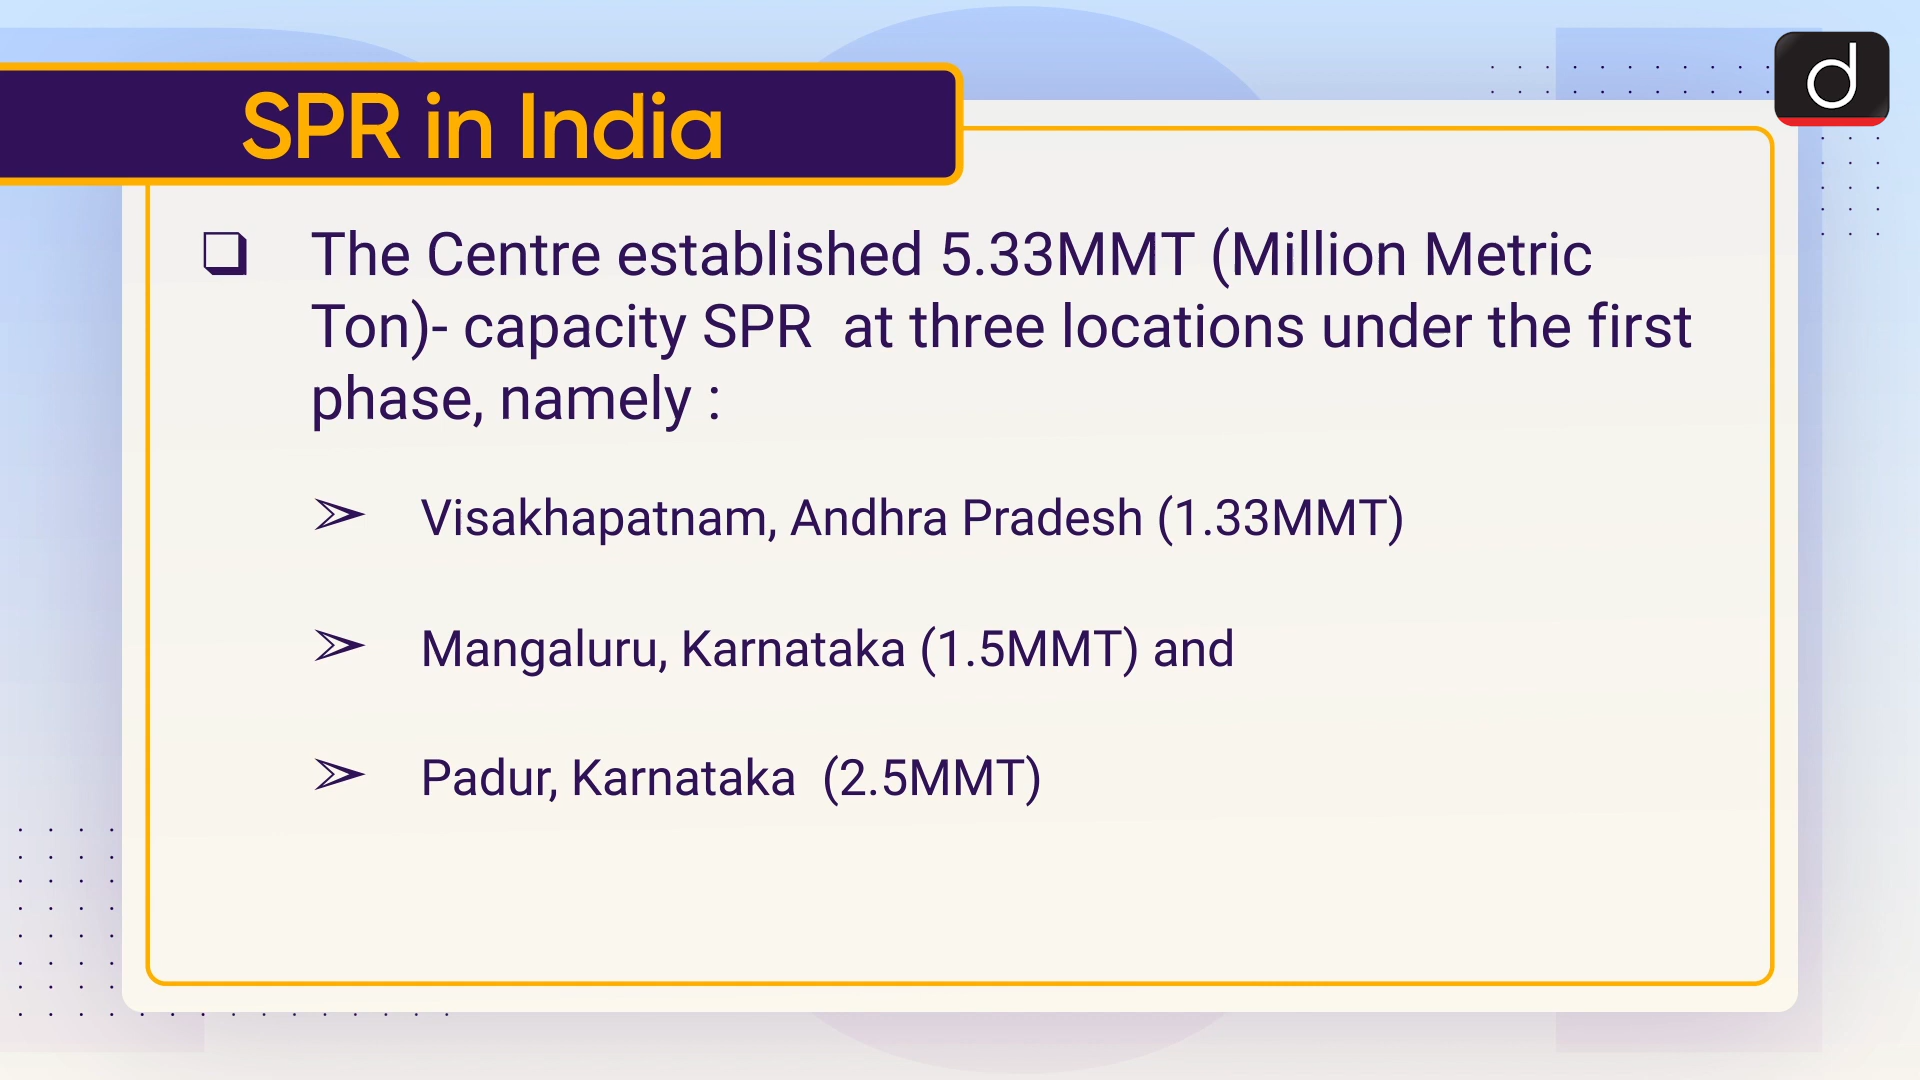 SPR in India
The Centre established 5.33MMT (Million Metric
Ton)- capacity SPR  at three locations under the first
phase, namely :
Visakhapatnam, Andhra Pradesh (1.33MMT)
Mangaluru, Karnataka (1.5MMT) and
Padur, Karnataka  (2.5MMT)
d